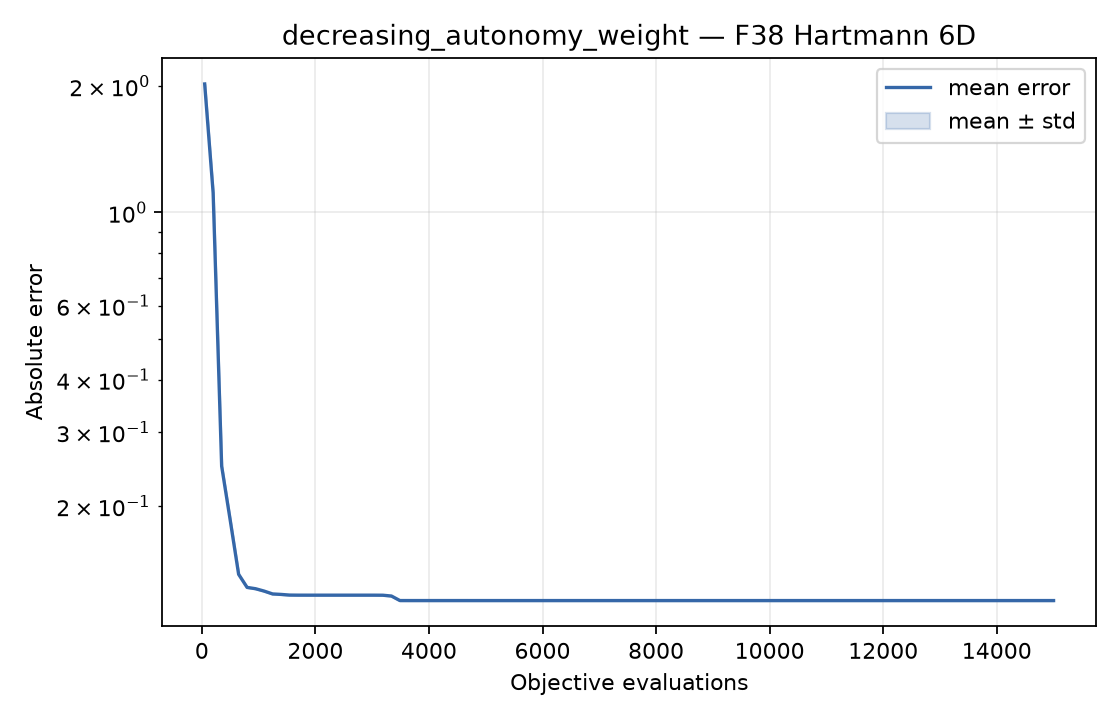 decreasing_autonomy_weight — F38 Hartmann 6D
mean error
mean ± std
Absolute error
2 × 10⁰
10⁰
6 × 10⁻¹
4 × 10⁻¹
3 × 10⁻¹
2 × 10⁻¹
0 2000 4000 6000 8000 10000 12000 14000
Objective evaluations